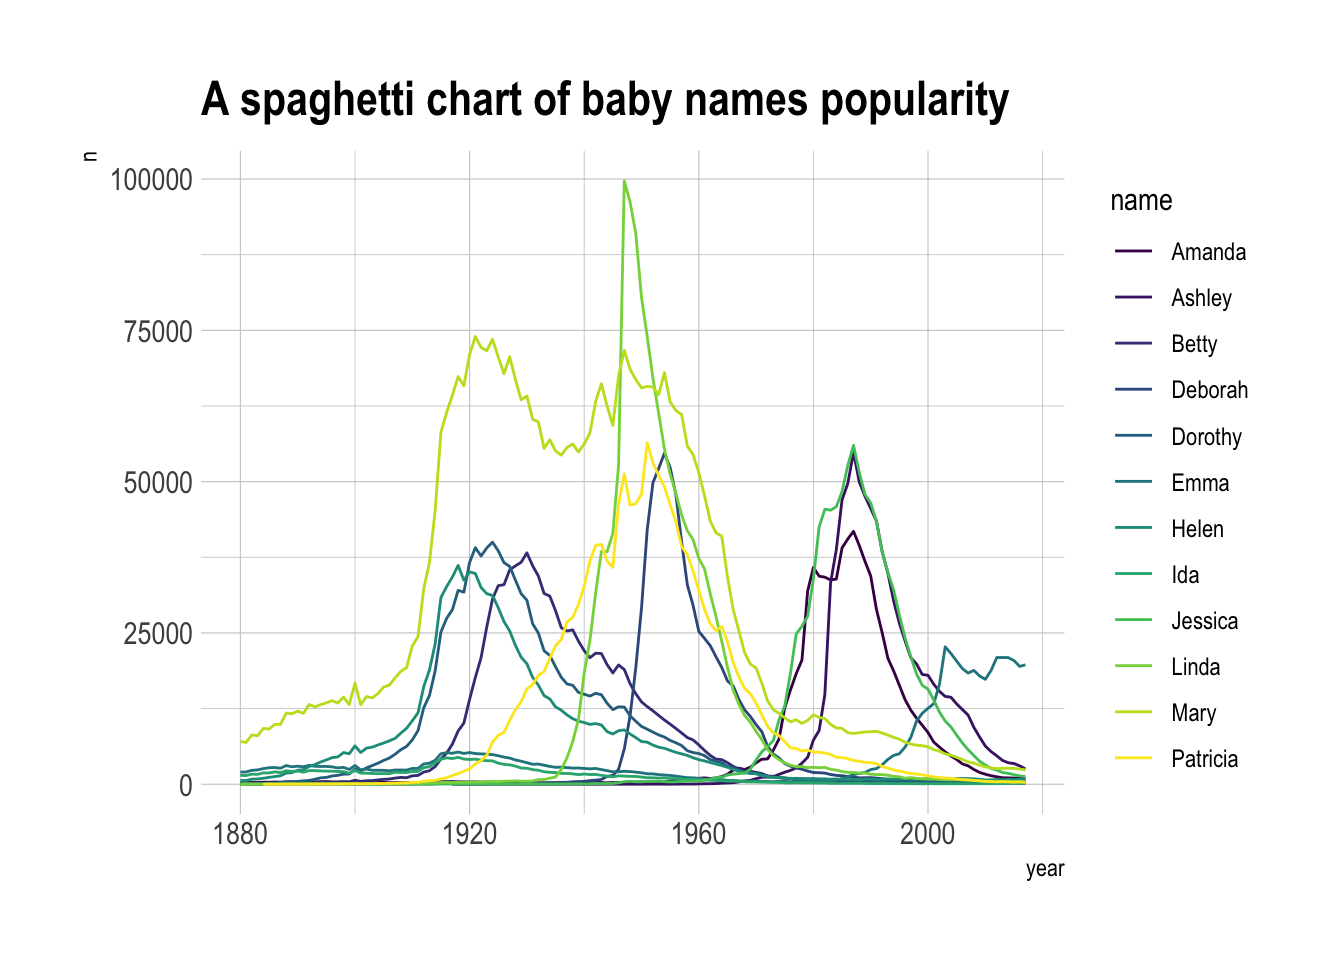 A spaghetti chart of baby names popularity
n
100000
75000
50000
25000
0
1880 1920 1960 2000
year
name
Amanda
Ashley
Betty
Deborah
Dorothy
Emma
Helen
Ida
Jessica
Linda
Mary
Patricia